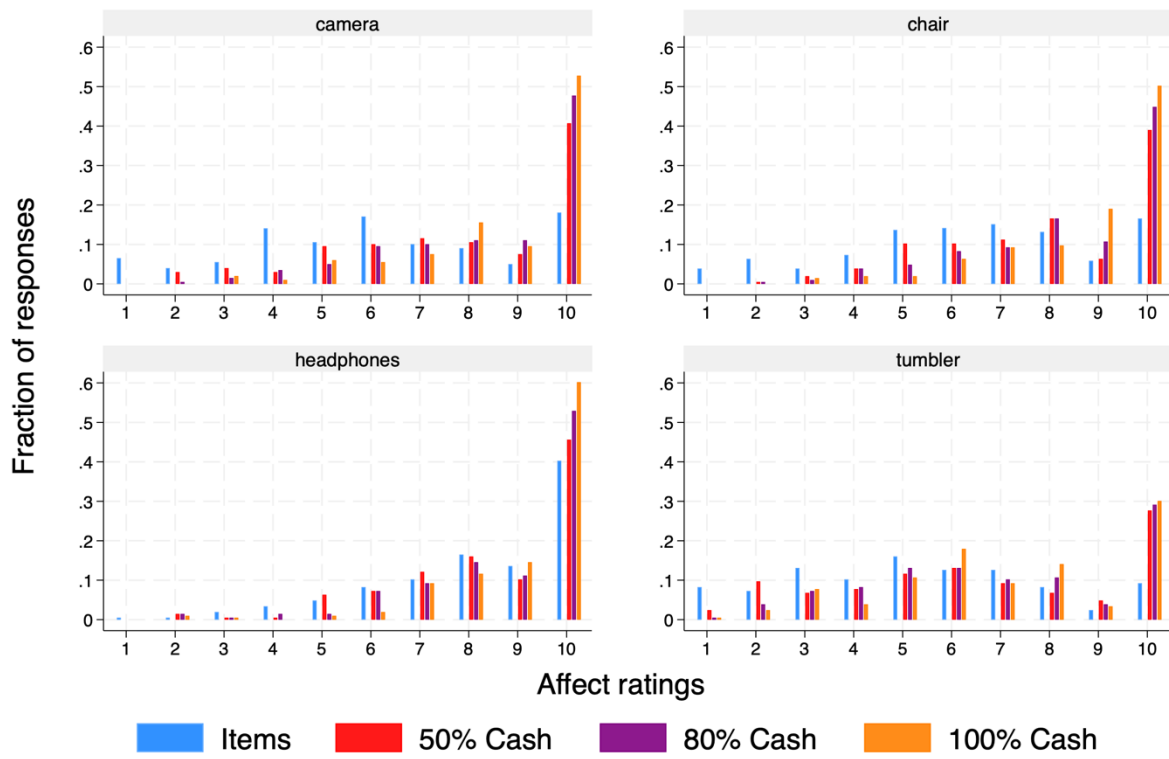 camera
chair
.6
.5
.4
.3
.2
.1
0
1 2 3 4 5 6 7 8 9 10
.6
.5
.4
.3
.2
.1
0
1 2 3 4 5 6 7 8 9 10
headphones
tumbler
.6
.5
.4
.3
.2
.1
0
1 2 3 4 5 6 7 8 9 10
.6
.5
.4
.3
.2
.1
0
1 2 3 4 5 6 7 8 9 10
Fraction of responses
Affect ratings
Items 50% Cash 80% Cash 100% Cash